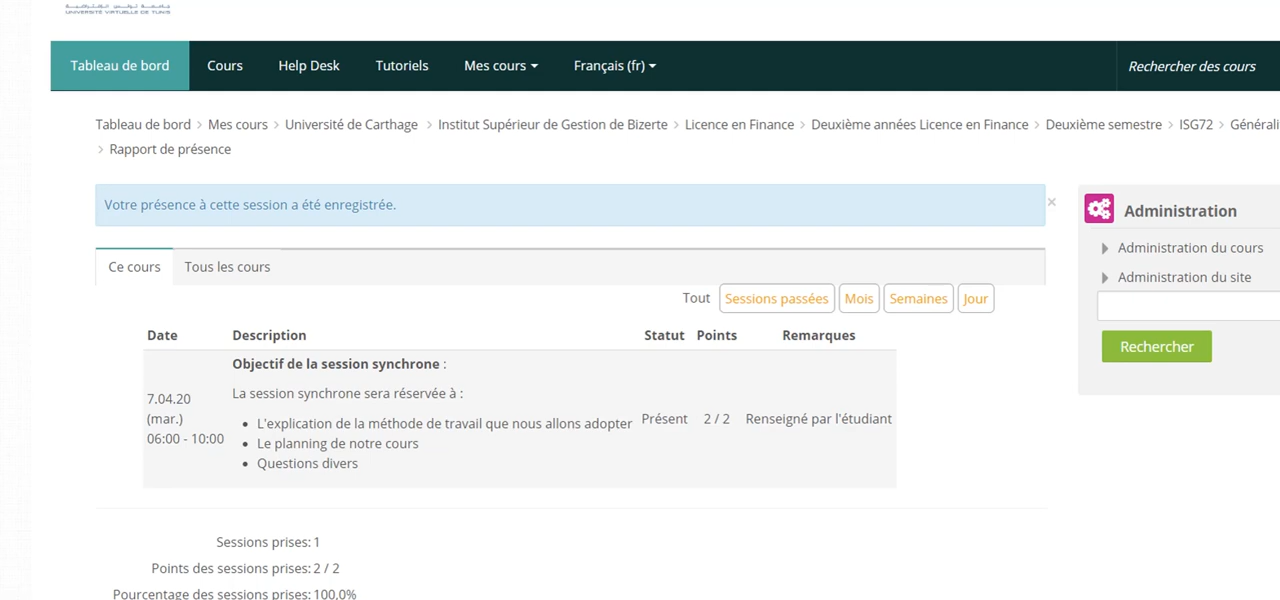 UNIVERSITÉ VIRTUELLE DE TUNIS
Tableau de bord Cours Help Desk Tutoriels Mes cours Français (fr) Rechercher des cours
Tableau de bord > Mes cours > Université de Carthage > Institut Supérieur de Gestion de Bizerte > Licence en Finance > Deuxième années Licence en Finance > Deuxième semestre > ISG72 > Générali
> Rapport de présence
Votre présence à cette session a été enregistrée.
×
Administration
Administration du cours
Administration du site
Rechercher
Ce cours Tous les cours
Tout Sessions passées Mois Semaines Jour
Date Description Statut Points Remarques
7.04.20
(mar.)
06:00 - 10:00
Objectif de la session synchrone :
La session synchrone sera réservée à :
• L'explication de la méthode de travail que nous allons adopter
• Le planning de notre cours
• Questions divers
Présent 2 / 2 Renseigné par l'étudiant
Sessions prises: 1
Points des sessions prises: 2 / 2
Pourcentage des sessions prises: 100,0%